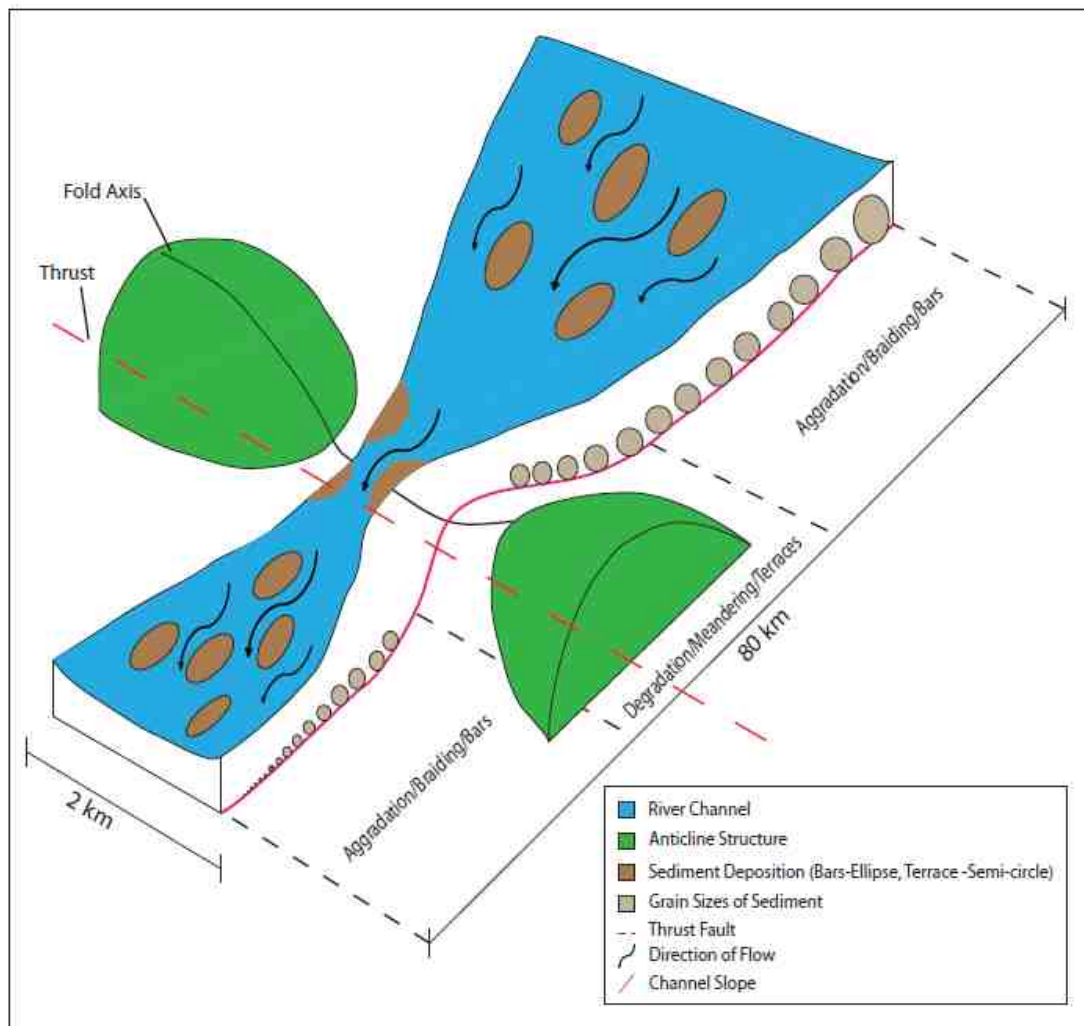 Fold Axis
Thrust
Aggradation/Braiding/Bars
Degradation/Meandering/Terraces
80 km
Aggradation/Braiding/Bars
2 km
River Channel
Anticline Structure
Sediment Deposition (Bars-Ellipse, Terrace -Semi-circle)
Grain Sizes of Sediment
Thrust Fault
Direction of Flow
Channel Slope